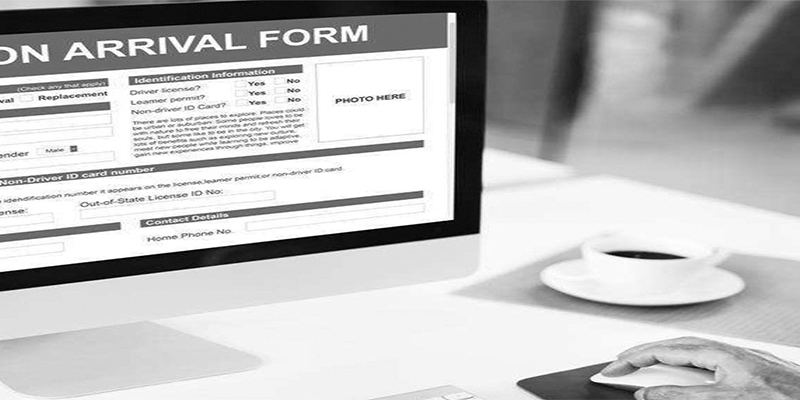 ON ARRIVAL FORM
(Check any that apply)
val Replacement
Identification Information
Driver license? Yes No
Learner permit? Yes No
Non-driver ID Card? Yes No
There are lots of places to explore. Places could
be urban or suburban. Some people loves to be
with nature to free their minds and refresh their
souls, but some like to be in the city. You will get
lots of benefits such as exploring new culture,
meet new people while learning to be adaptive,
gain new experiences through things, improve
PHOTO HERE
ender Male
Non-Driver ID card number
identification number it appears on the license,learner permit,or non-driver ID card.
ense: Out-of-State License ID No:
Contact Details
Home Phone No.